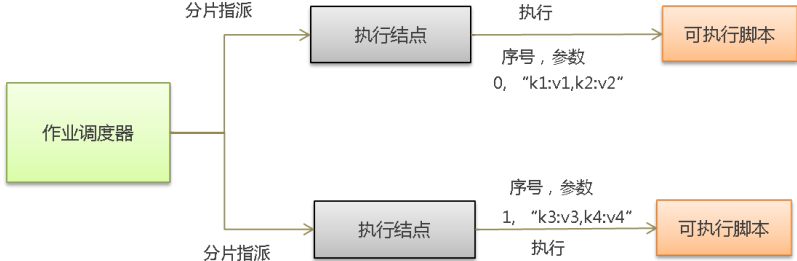 分片指派
执行结点
执行
可执行脚本
序号，参数
0, “k1:v1,k2:v2”
作业调度器
序号，参数
执行结点
1, “k3:v3,k4:v4”
可执行脚本
分片指派
执行